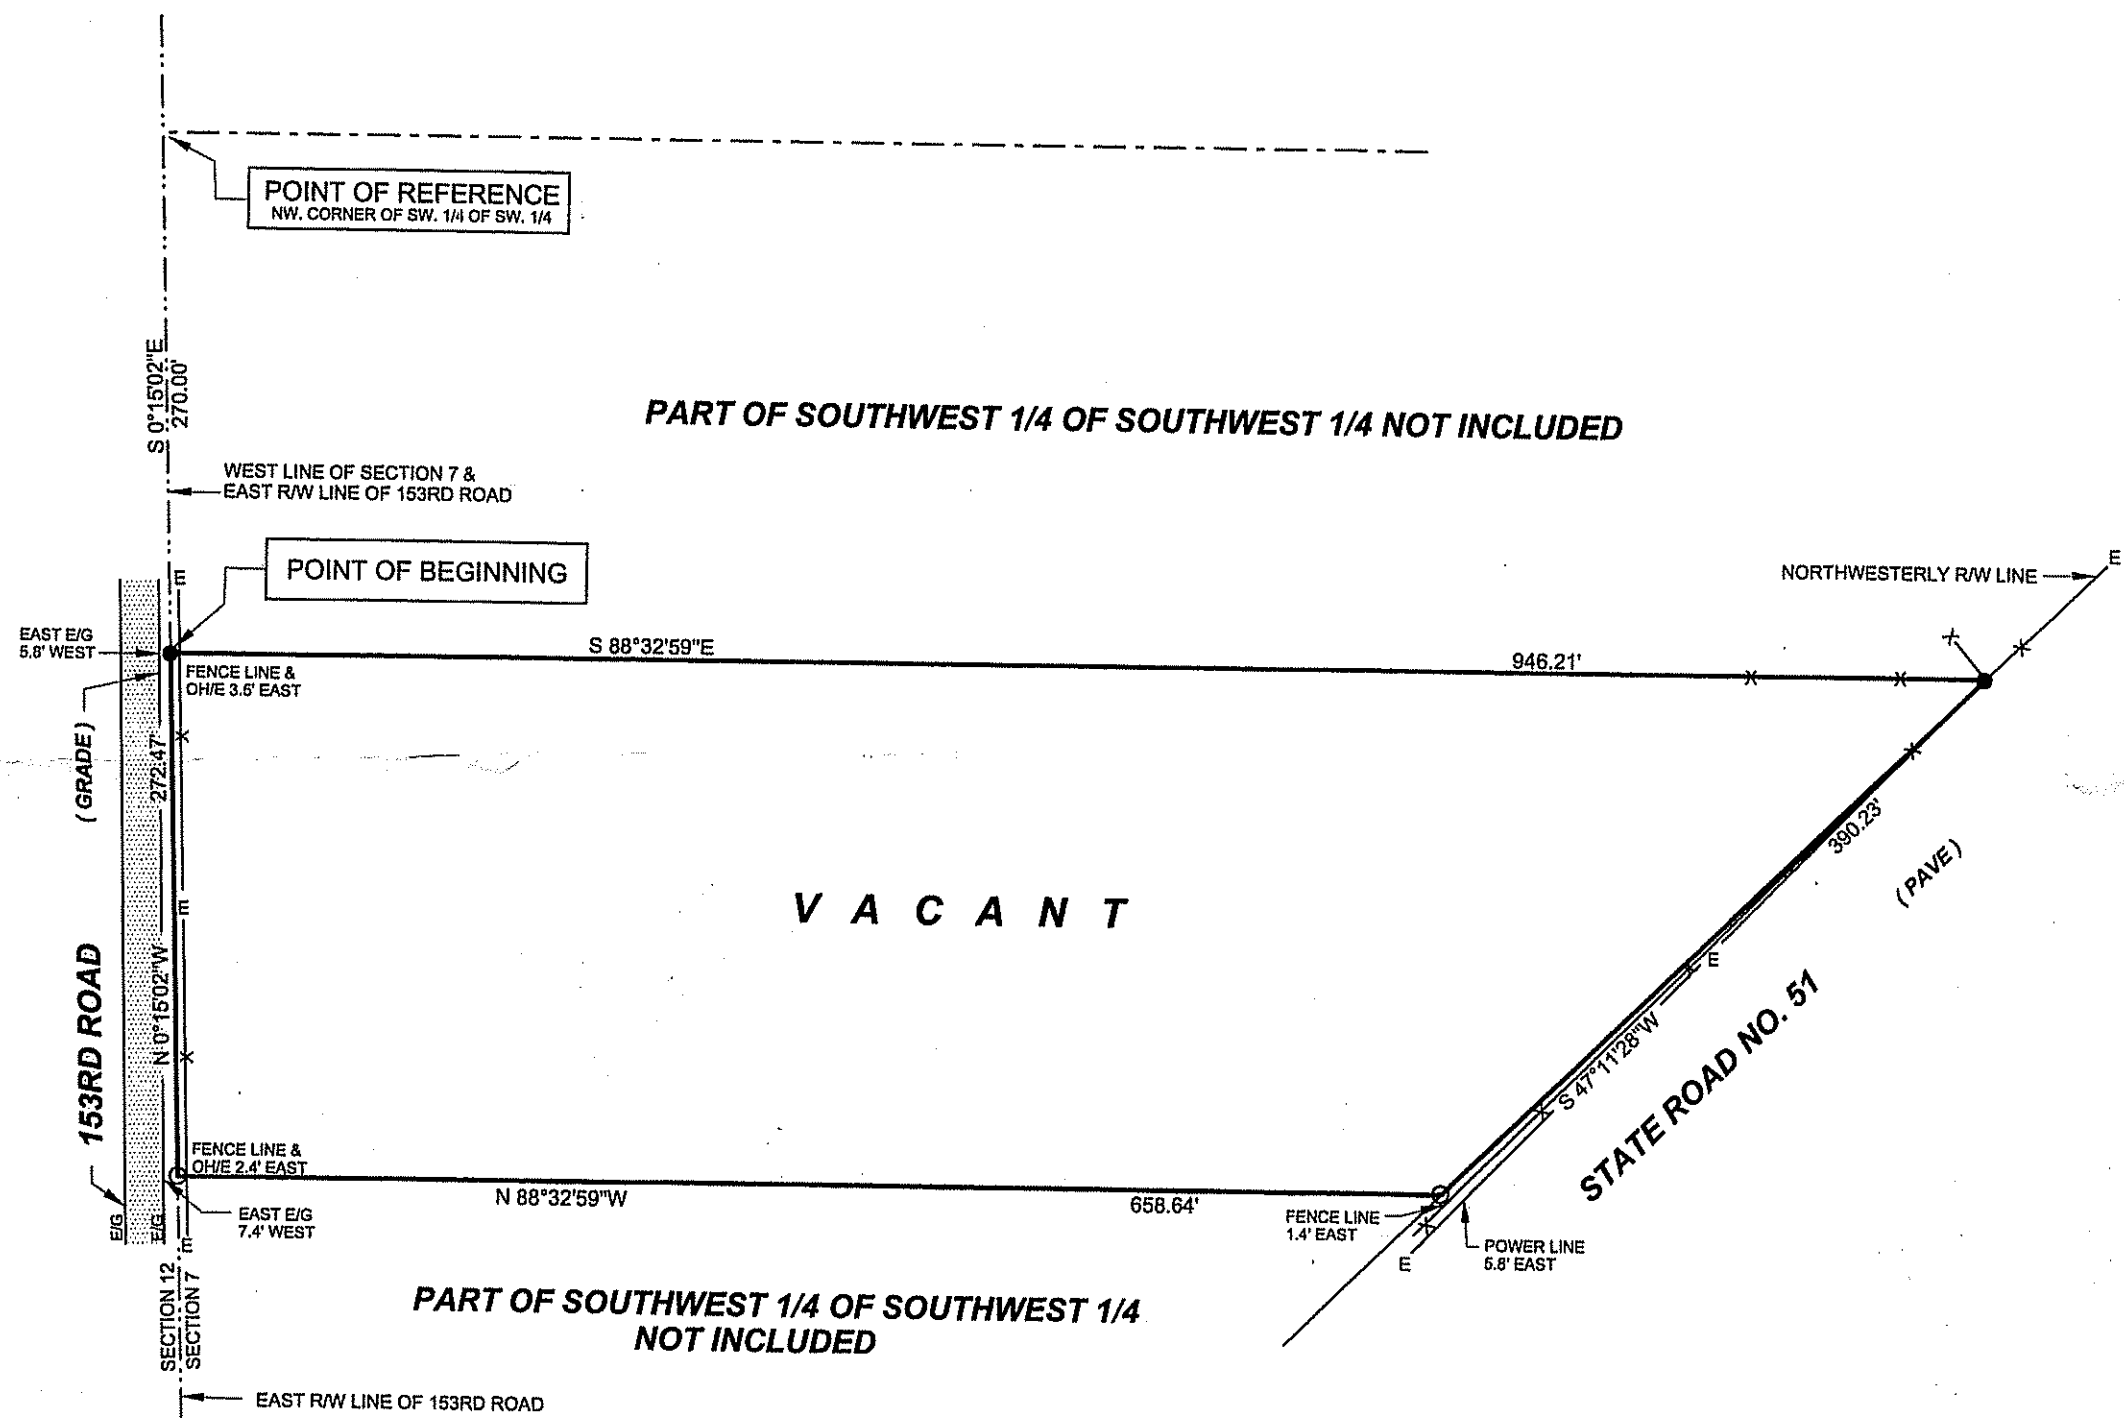 POINT OF REFERENCE
NW. CORNER OF SW. 1/4 OF SW. 1/4
S 0°15'02"E
270.00'
PART OF SOUTHWEST 1/4 OF SOUTHWEST 1/4 NOT INCLUDED
WEST LINE OF SECTION 7 &
EAST R/W LINE OF 153RD ROAD
POINT OF BEGINNING
E
E
NORTHWESTERLY R/W LINE
EAST E/G
5.8' WEST
S 88°32'59"E
946.21'
FENCE LINE &
OH/E 3.5' EAST
( GRADE )
272.47'
390.23'
( PAVE )
V A C A N T
E
E
153RD ROAD
N 0°15'02"W
S 47°11'28"W
STATE ROAD NO. 51
FENCE LINE &
OH/E 2.4' EAST
N 88°32'59"W
658.64'
E/G
E/G
E
EAST E/G
7.4' WEST
FENCE LINE
1.4' EAST
E
POWER LINE
5.8' EAST
SECTION 12
SECTION 7
PART OF SOUTHWEST 1/4 OF SOUTHWEST 1/4
NOT INCLUDED
EAST R/W LINE OF 153RD ROAD